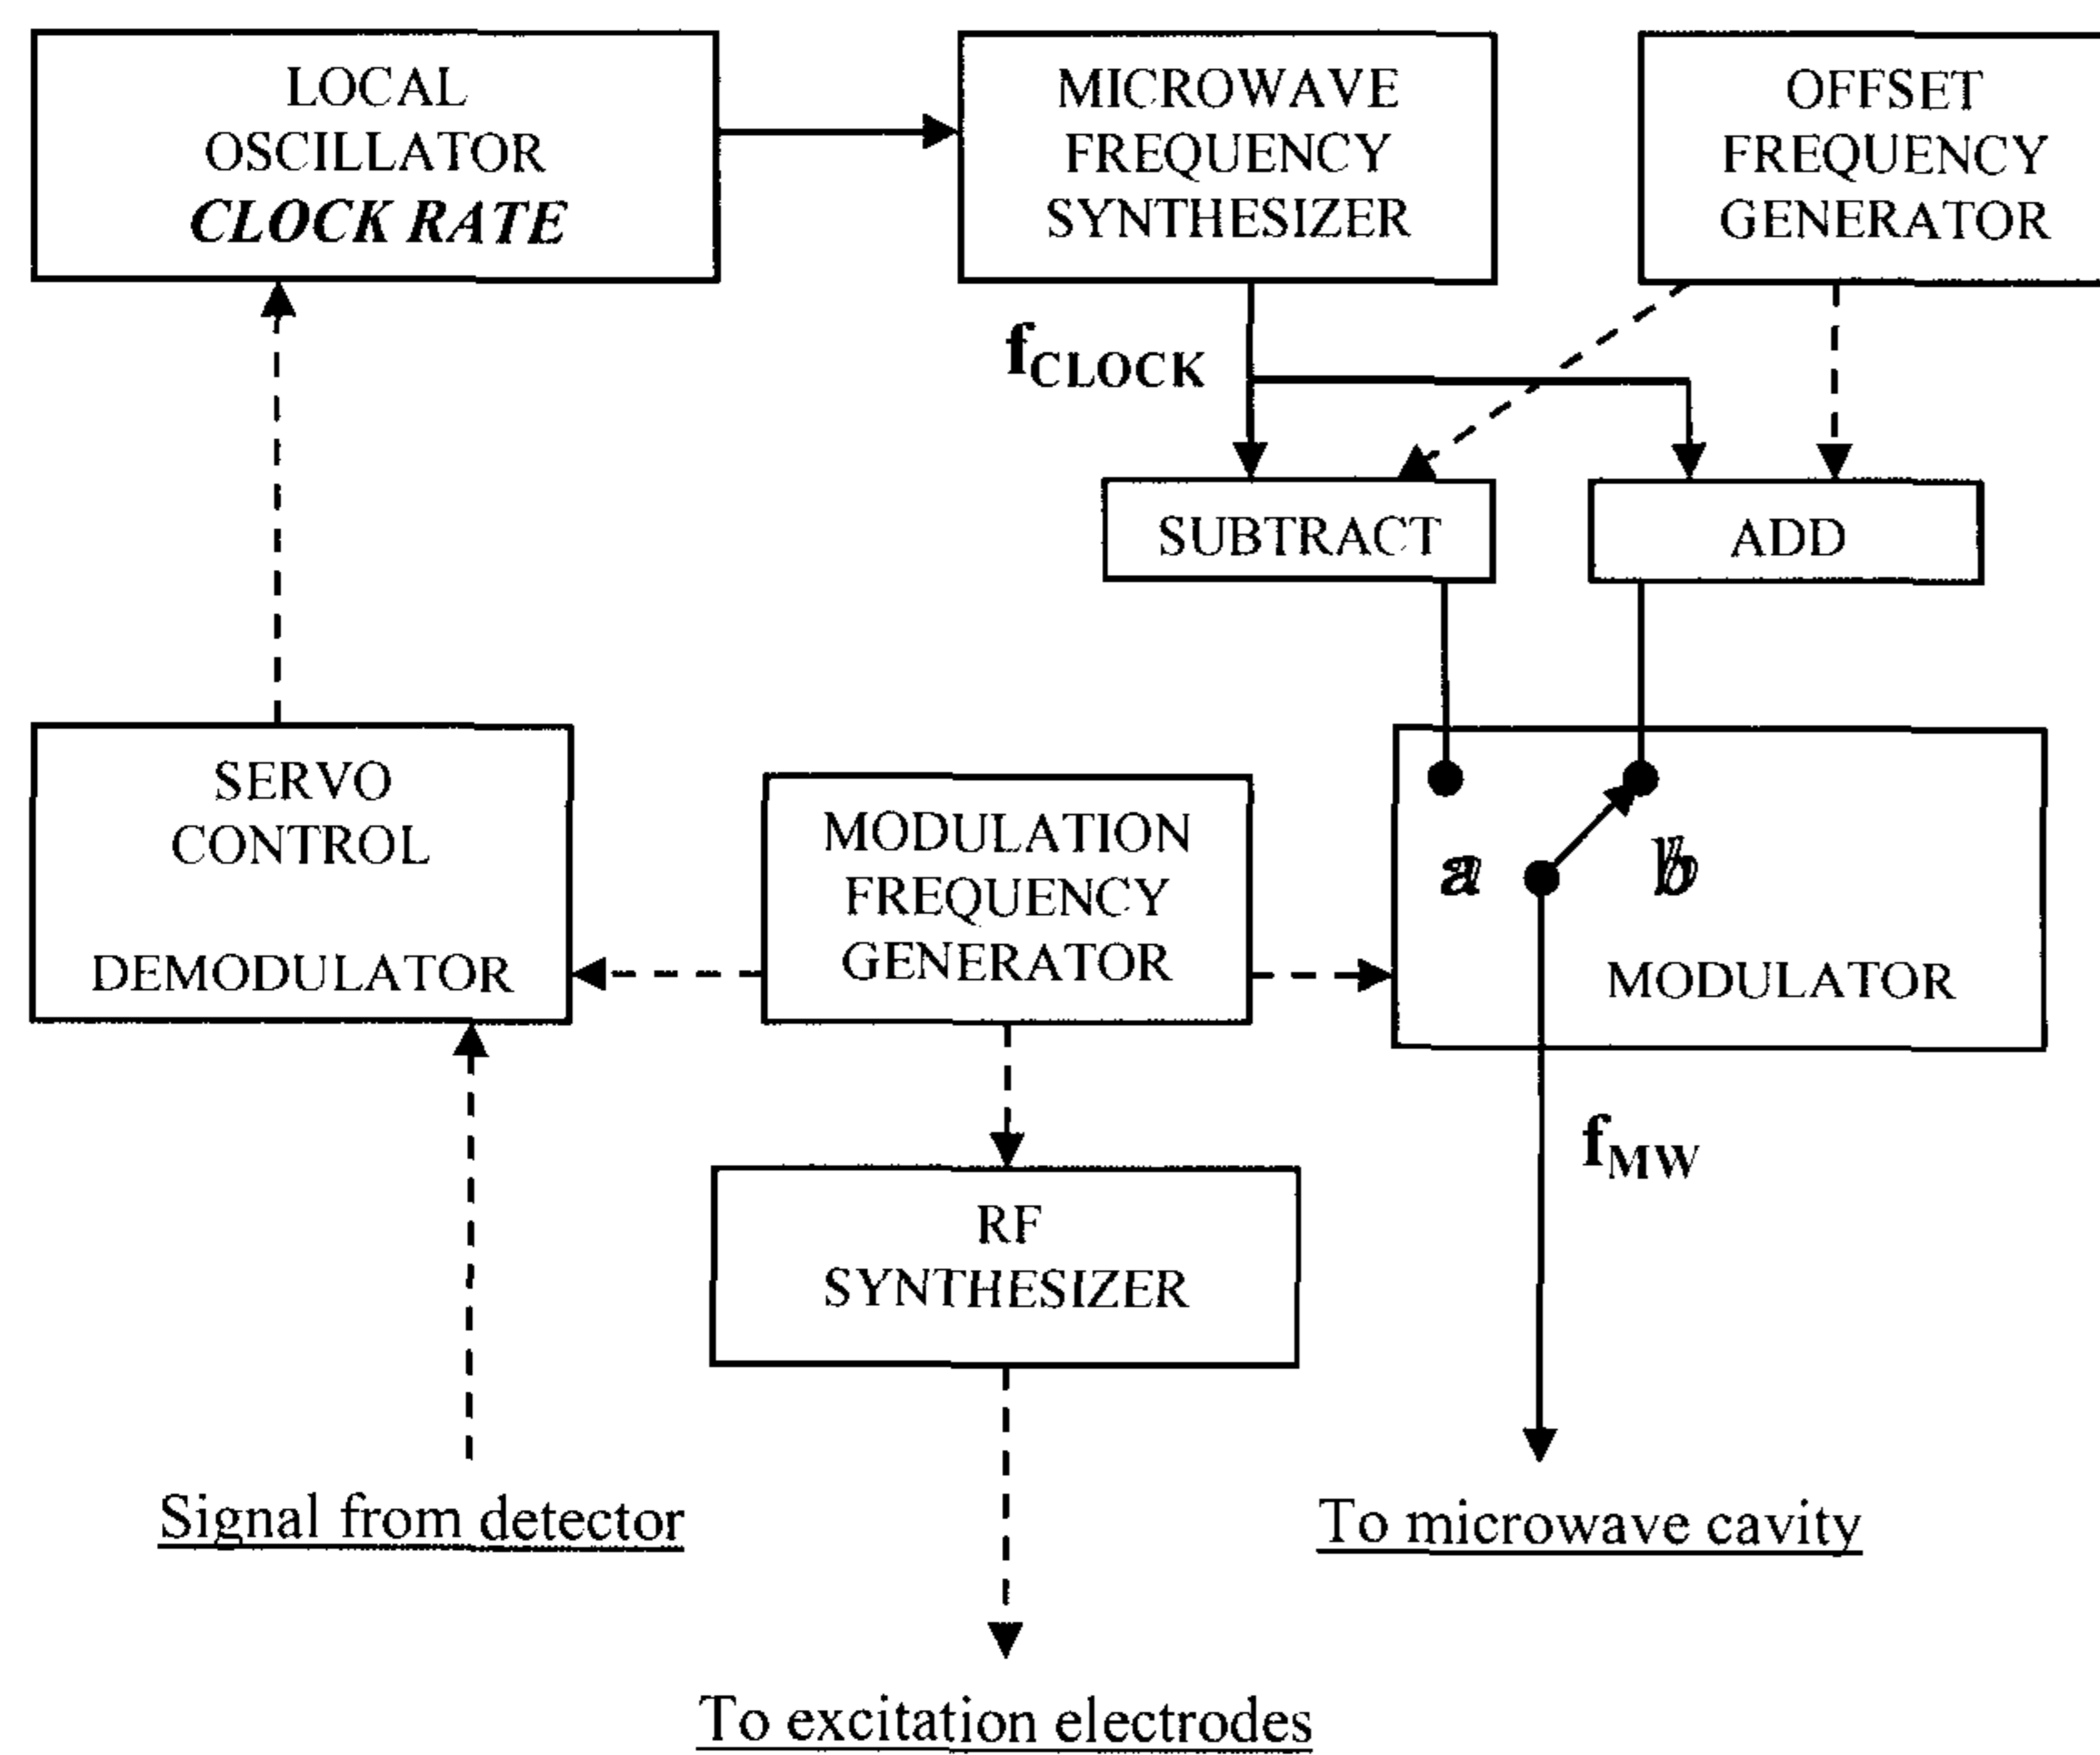 LOCAL
OSCILLATOR
CLOCK RATE
MICROWAVE
FREQUENCY
SYNTHESIZER
OFFSET
FREQUENCY
GENERATOR
fCLOCK
SUBTRACT
ADD
SERVO
CONTROL
DEMODULATOR
MODULATION
FREQUENCY
GENERATOR
a
b
MODULATOR
fMW
RF
SYNTHESIZER
Signal from detector
To microwave cavity
To excitation electrodes